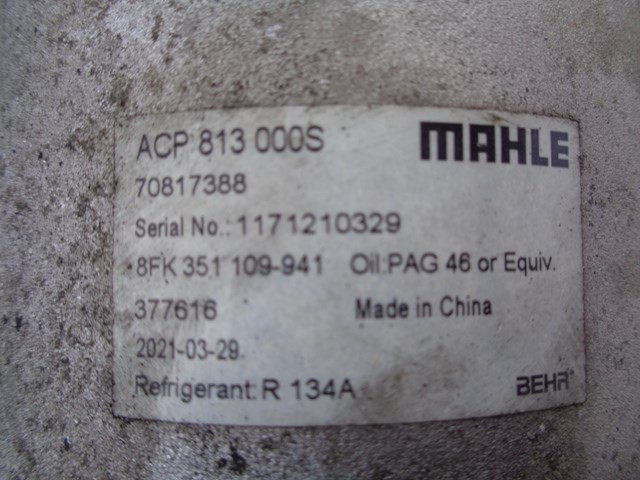 ACP 813 000S MAHLE
70817388
Serial No.: 1171210329
8FK 351 109-941 Oil:PAG 46 or Equiv.
377616 Made in China
2021-03-29
Refrigerant: R 134A BEHR